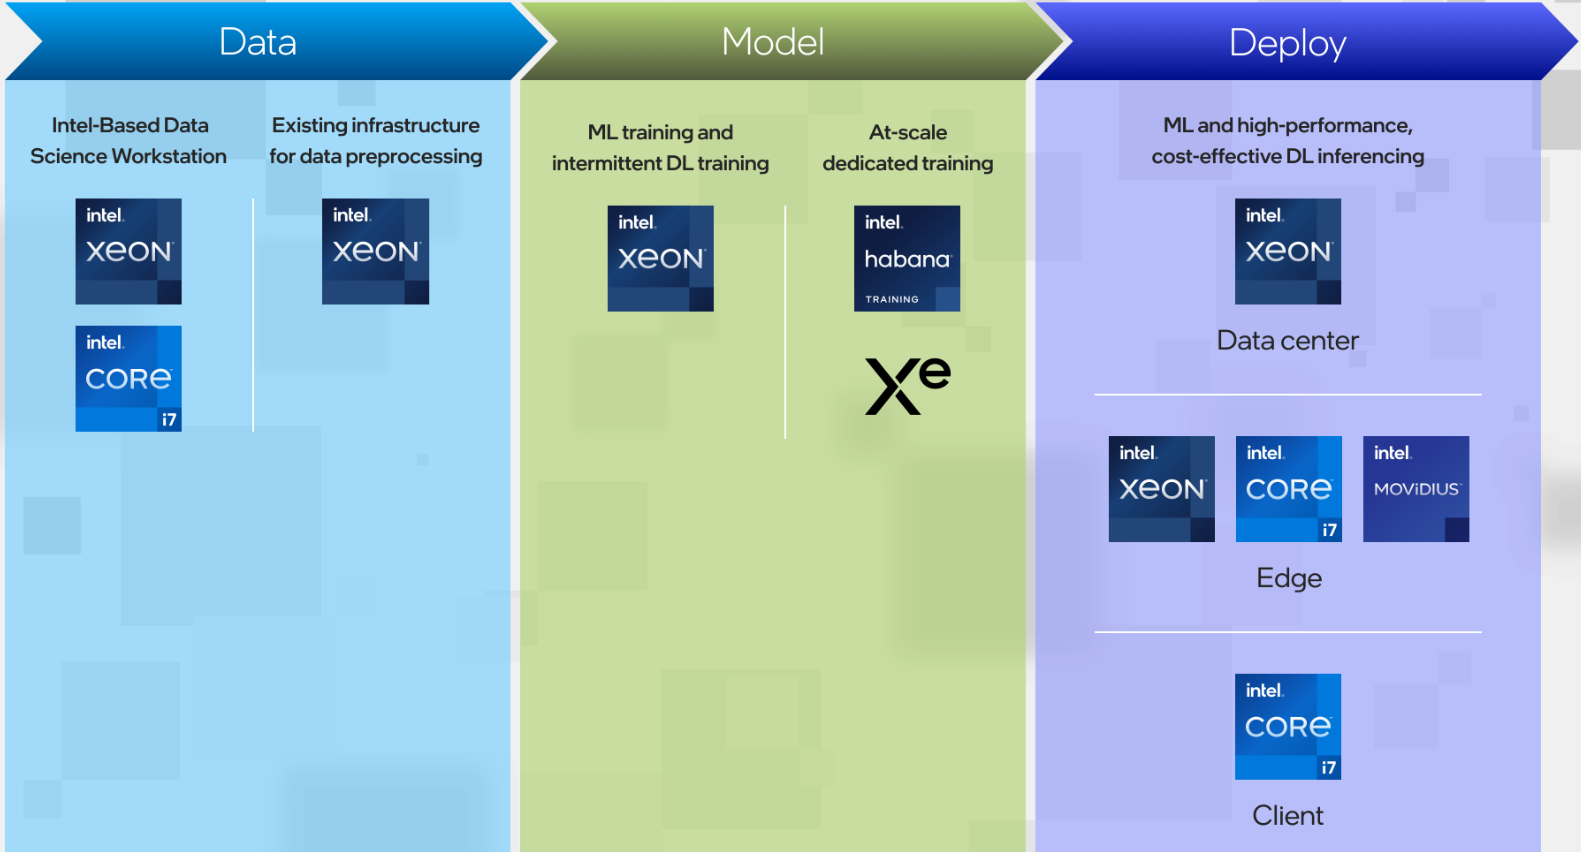 Data
Model
Deploy
Intel-Based Data
Science Workstation
intel.
XEON
intel.
CORE
i7
Existing infrastructure
for data preprocessing
intel.
XEON
ML training and
intermittent DL training
intel.
XEON
At-scale
dedicated training
intel.
habana
TRAINING
Xe
ML and high-performance,
cost-effective DL inferencing
intel.
XEON
Data center
intel.
XEON
intel.
CORE
i7
intel.
MOViDIUS
Edge
intel.
CORE
i7
Client